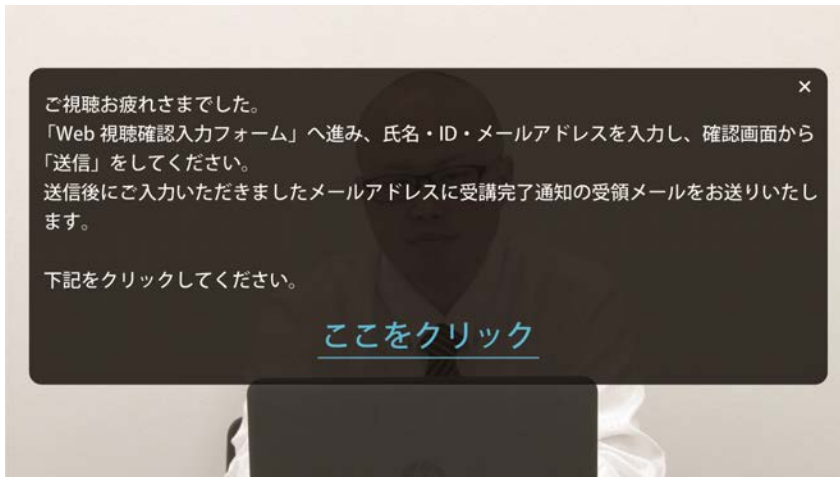 ×
ご視聴お疲れさまでした。
「Web 視聴確認入力フォーム」へ進み、氏名・ID・メールアドレスを入力し、確認画面から
「送信」をしてください。
送信後にご入力いただきましたメールアドレスに受講完了通知の受領メールをお送りいたし
ます。
下記をクリックしてください。
ここをクリック